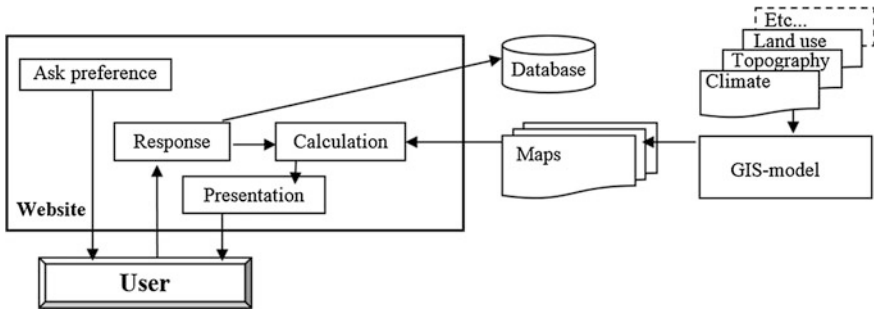 Etc...
Land use
Topography
Climate
Ask preference
Database
Response
Calculation
Maps
GIS-model
Presentation
Website
User